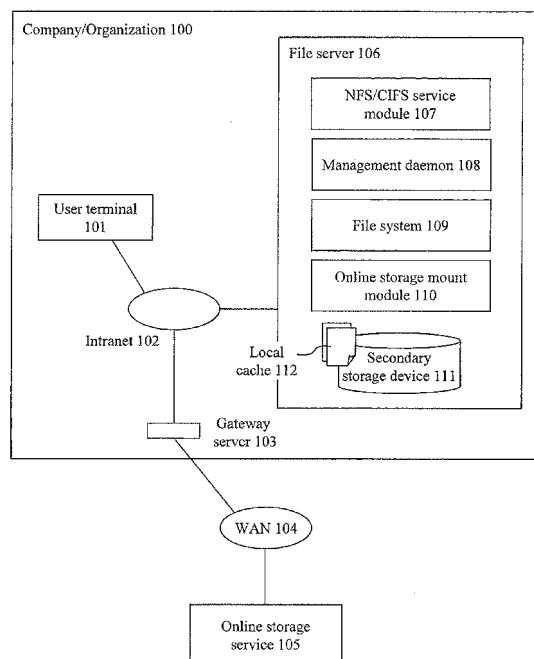 Company/Organization 100
File server 106
NFS/CIFS service
module 107
Management daemon 108
File system 109
Online storage mount
module 110
User terminal
101
Intranet 102
Local
cache 112
Secondary
storage device 111
Gateway
server 103
WAN 104
Online storage
service 105